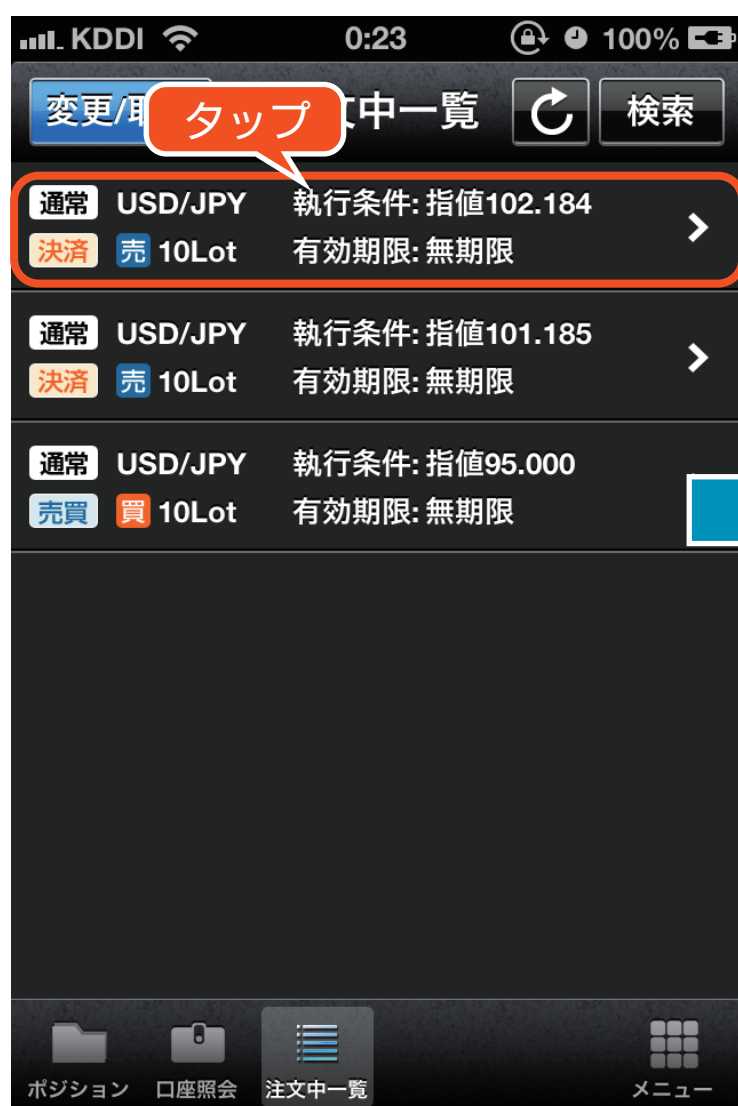 KDDI 0:23 100%
変更/取 タップ 文中一覧 検索
通常 USD/JPY 執行条件: 指値102.184
決済 売 10Lot 有効期限: 無期限
通常 USD/JPY 執行条件: 指値101.185
決済 売 10Lot 有効期限: 無期限
通常 USD/JPY 執行条件: 指値95.000
売買 買 10Lot 有効期限: 無期限
ポジション 口座照会 注文中一覧 メニュー